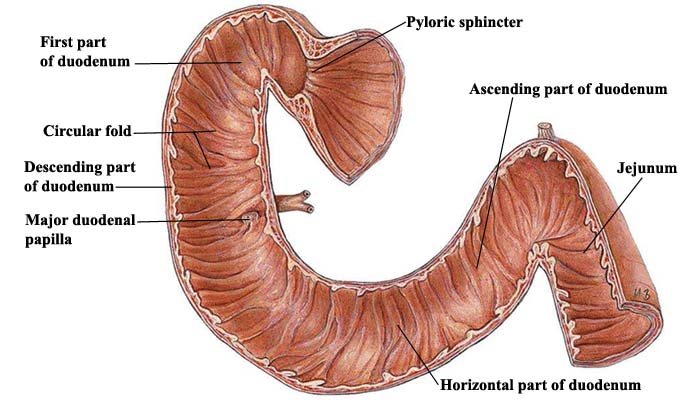 Pyloric sphincter
First part
of duodenum
Ascending part of duodenum
Circular fold
Descending part
of duodenum
Jejunum
Major duodenal
papilla
Horizontal part of duodenum